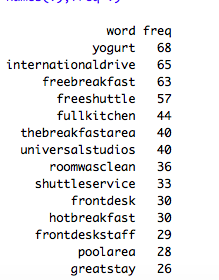 word freq
yogurt 68
internationaldrive 65
freebreakfast 63
freeshuttle 57
fullkitchen 44
thebreakfastarea 40
universalstudios 40
roomwasclean 36
shuttleservice 33
frontdesk 30
hotbreakfast 30
frontdeskstaff 29
poolarea 28
greatstay 26